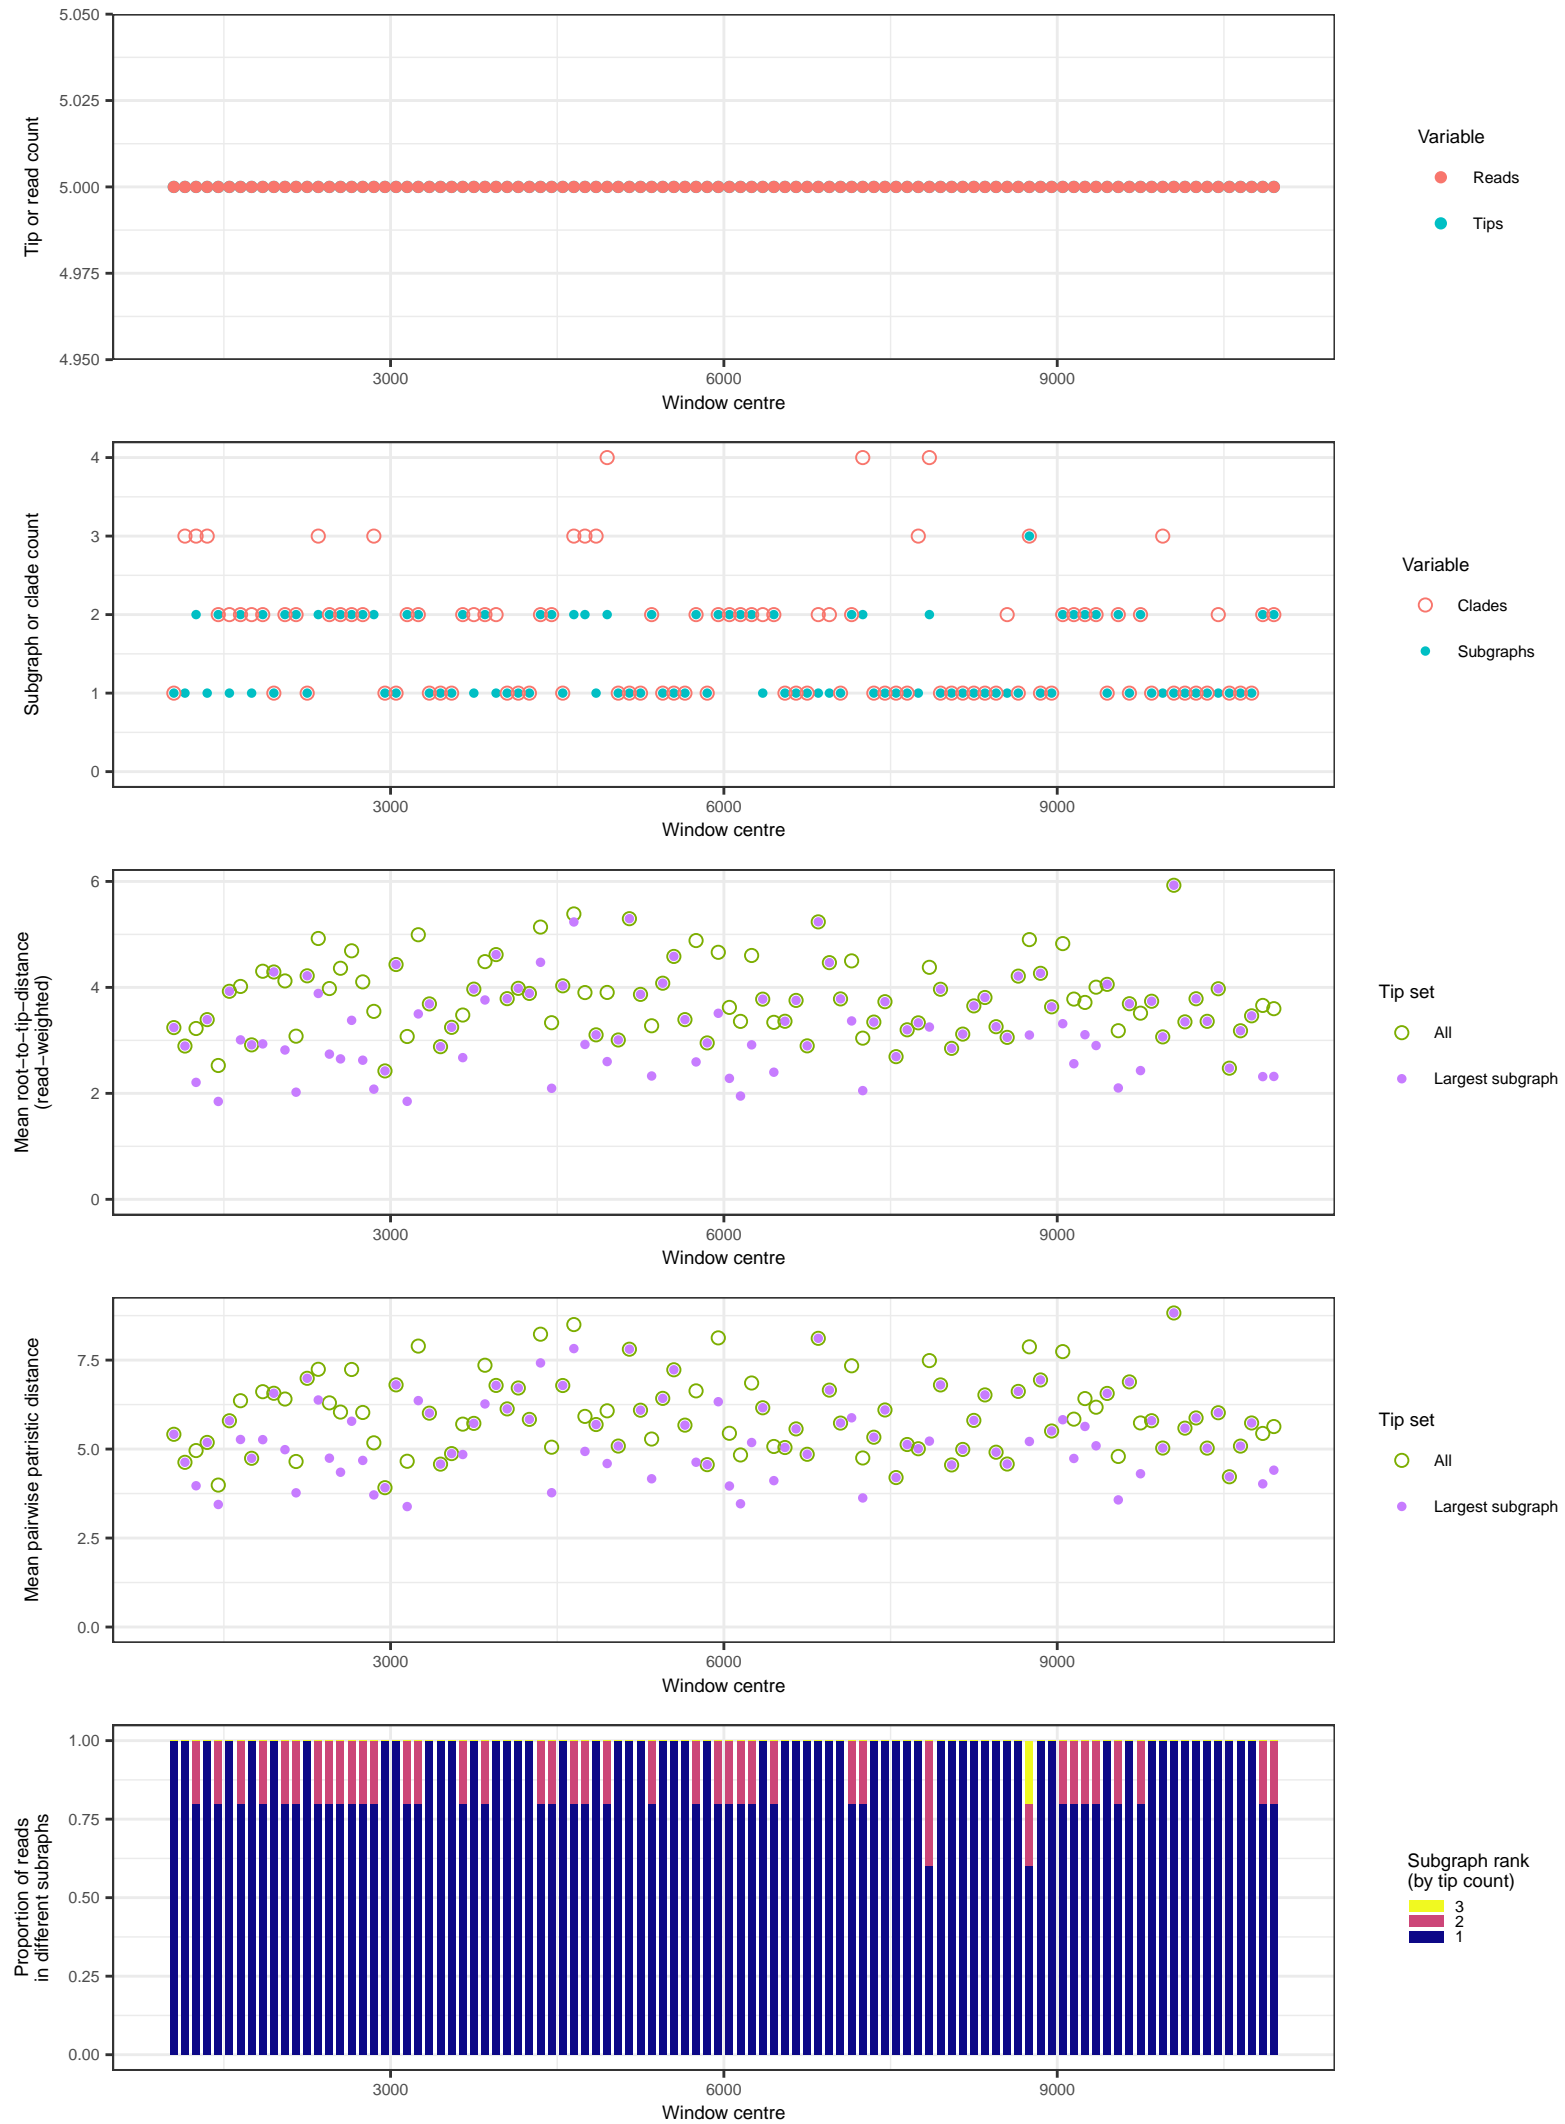 5.050
5.025
5.000
4.975
4.950
Tip or read count
3000
6000
9000
Window centre
Variable
Reads
Tips
4
3
2
1
0
Subgraph or clade count
3000
6000
9000
Window centre
Variable
Clades
Subgraphs
6
4
2
0
Mean root−to−tip−distance
(read−weighted)
3000
6000
9000
Window centre
Tip set
All
Largest subgraph
7.5
5.0
2.5
0.0
Mean pairwise patristic distance
3000
6000
9000
Window centre
Tip set
All
Largest subgraph
1.00
0.75
0.50
0.25
0.00
Proportion of reads
in different subraphs
3000
6000
9000
Window centre
Subgraph rank
(by tip count)
3
2
1